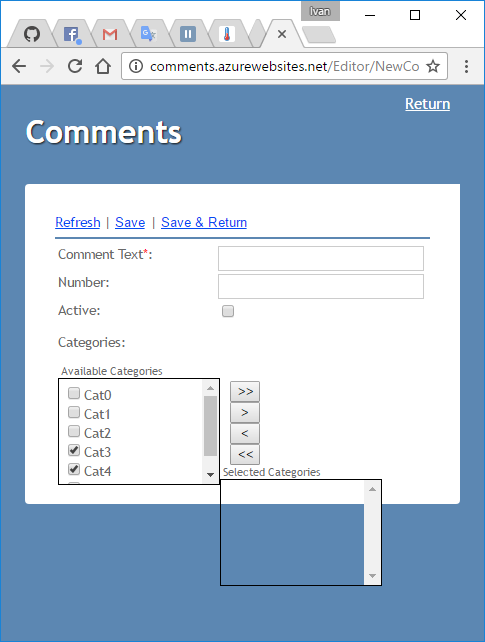 Ivan
comments.azurewebsites.net/Editor/NewCo
Return
Comments
Refresh | Save | Save & Return
Comment Text*:
Number:
Active:
Categories:
Available Categories
Cat0
Cat1
Cat2
Cat3
Cat4
>>
>
<
<<
Selected Categories